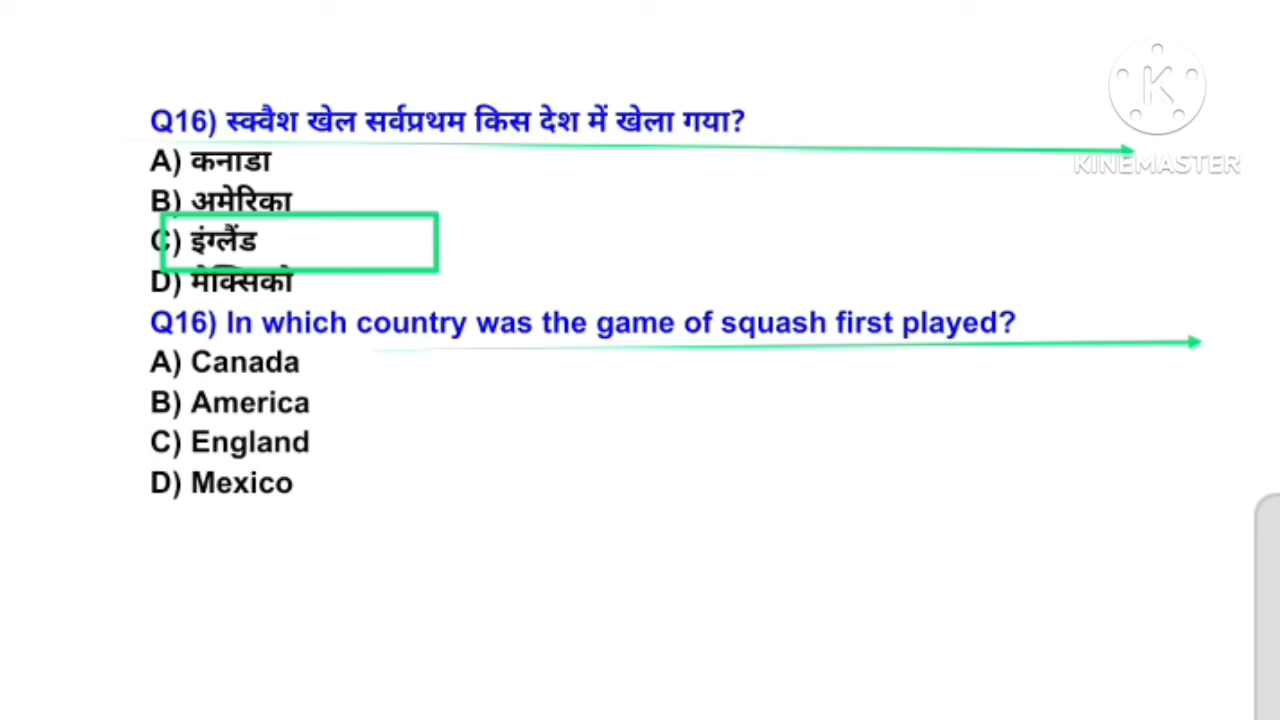 Q16) स्क्वैश खेल सर्वप्रथम किस देश में खेला गया?
A) कनाडा
B) अमेरिका
C) इंग्लैंड
D) मेक्सिको
Q16) In which country was the game of squash first played?
A) Canada
B) America
C) England
D) Mexico
K
KINEMASTER